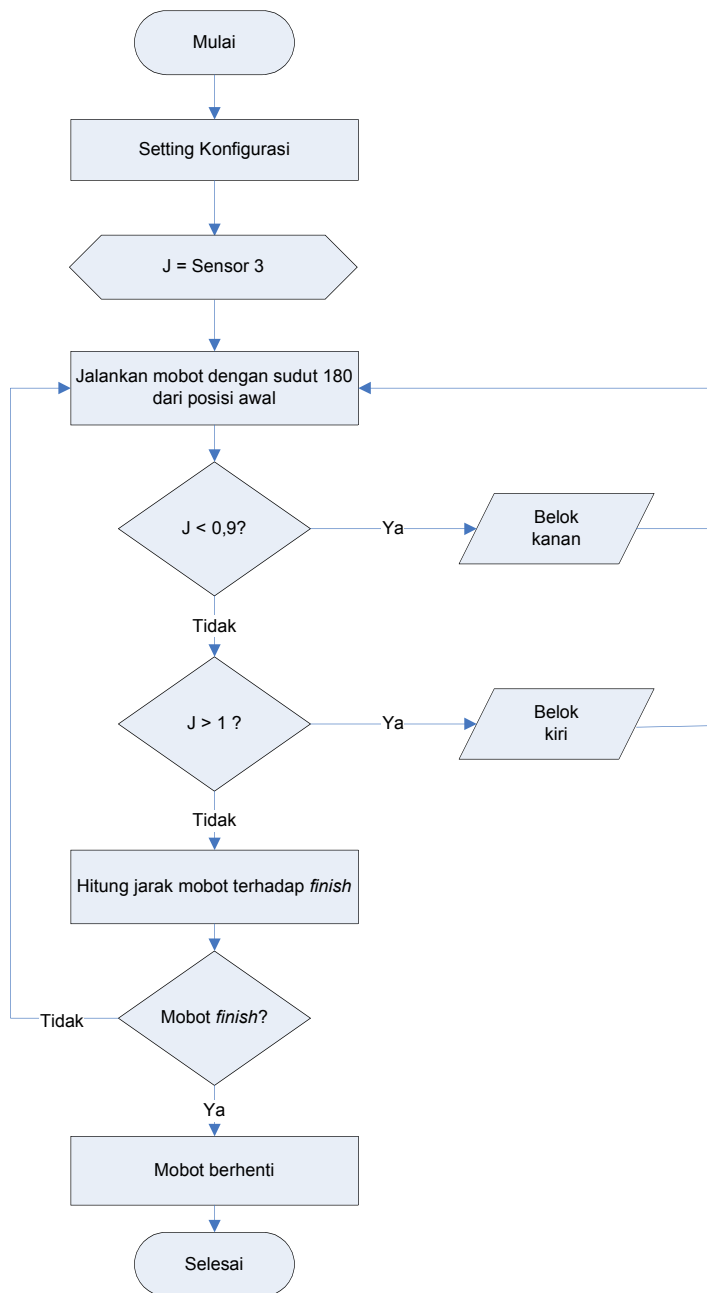 Mulai
Setting Konfigurasi
J = Sensor 3
Jalankan mobot dengan sudut 180
dari posisi awal
J < 0,9?
Ya
Belok
kanan
Tidak
J > 1 ?
Ya
Belok
kiri
Tidak
Hitung jarak mobot terhadap finish
Mobot finish?
Tidak
Ya
Mobot berhenti
Selesai